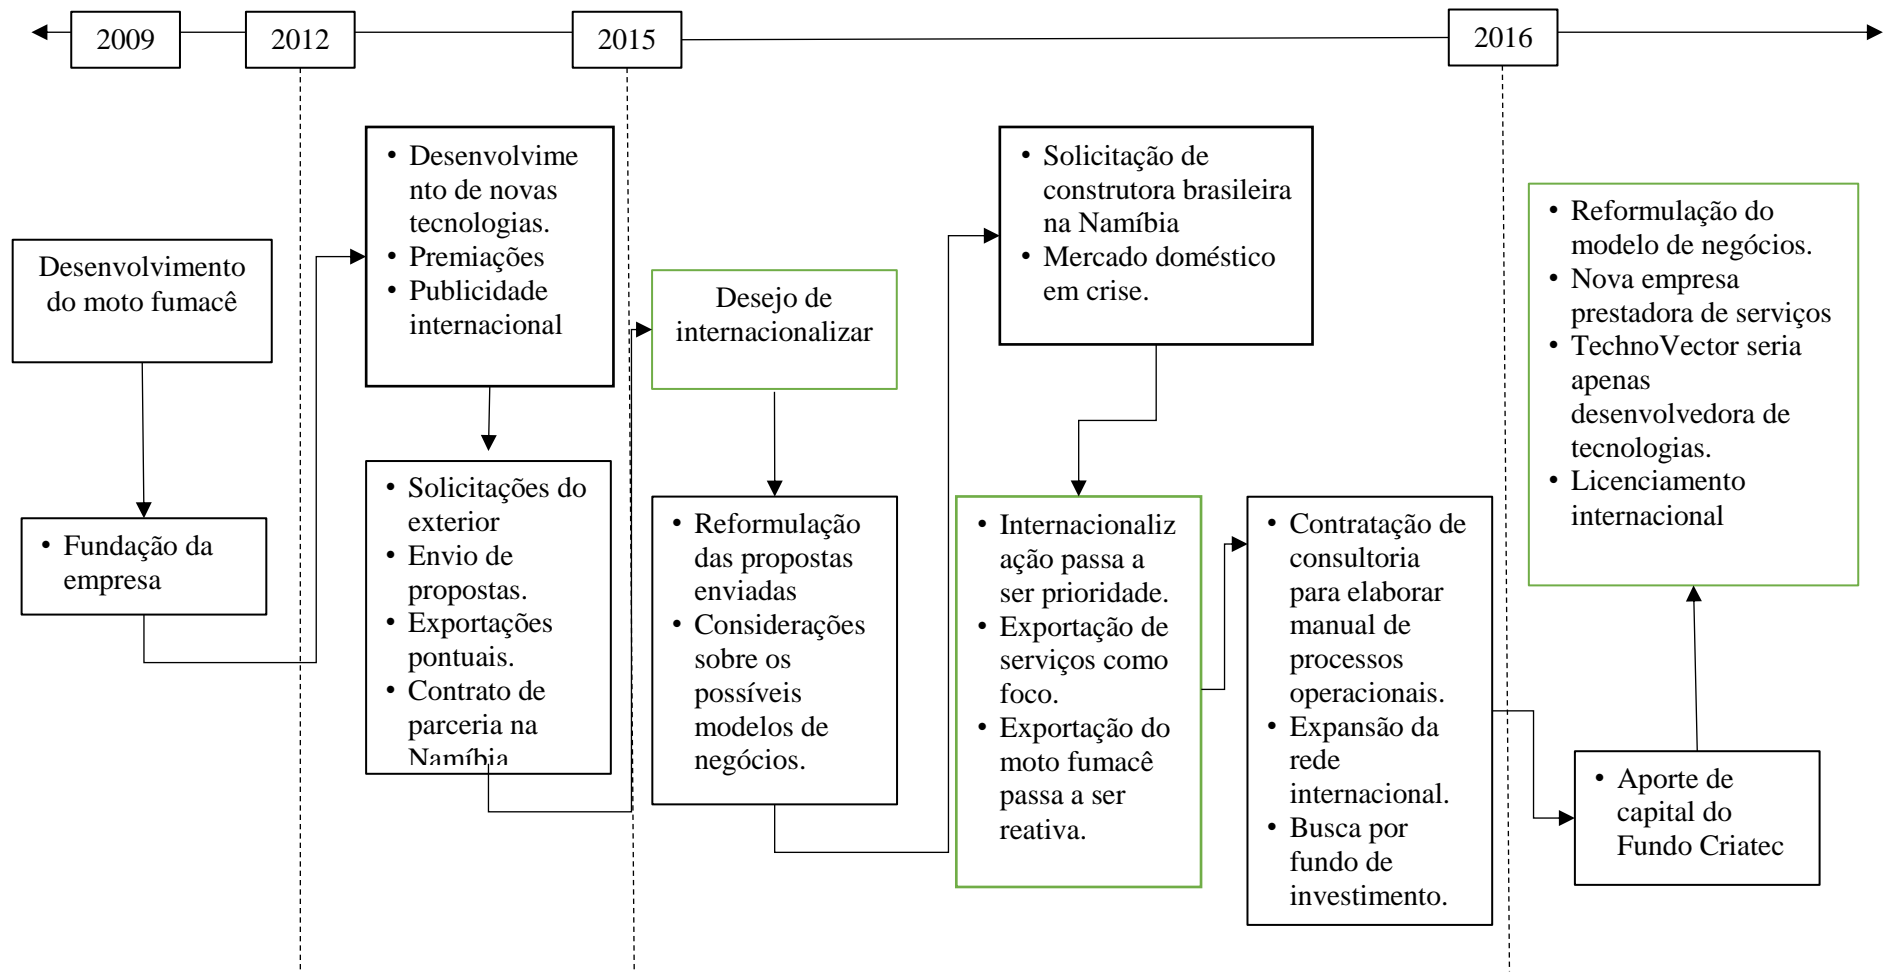 2009
2012
2015
2016
Desenvolvimento
do moto fumacê
• Fundação da
empresa
• Desenvolvime
nto de novas
tecnologias.
• Premiações
• Publicidade
internacional
• Solicitações do
exterior
• Envio de
propostas.
• Exportações
pontuais.
• Contrato de
parceria na
Namíbia
Desejo de
internacionalizar
• Reformulação
das propostas
enviadas
• Considerações
sobre os
possíveis
modelos de
negócios.
• Solicitação de
construtora brasileira
na Namíbia
• Mercado doméstico
em crise.
• Internacionaliz
ação passa a
ser prioridade.
• Exportação de
serviços como
foco.
• Exportação do
moto fumacê
passa a ser
reativa.
• Contratação de
consultoria
para elaborar
manual de
processos
operacionais.
• Expansão da
rede
internacional.
• Busca por
fundo de
investimento.
• Aporte de
capital do
Fundo Criatec
• Reformulação do
modelo de negócios.
• Nova empresa
prestadora de serviços
• TechnoVector seria
apenas
desenvolvedora de
tecnologias.
• Licenciamento
internacional